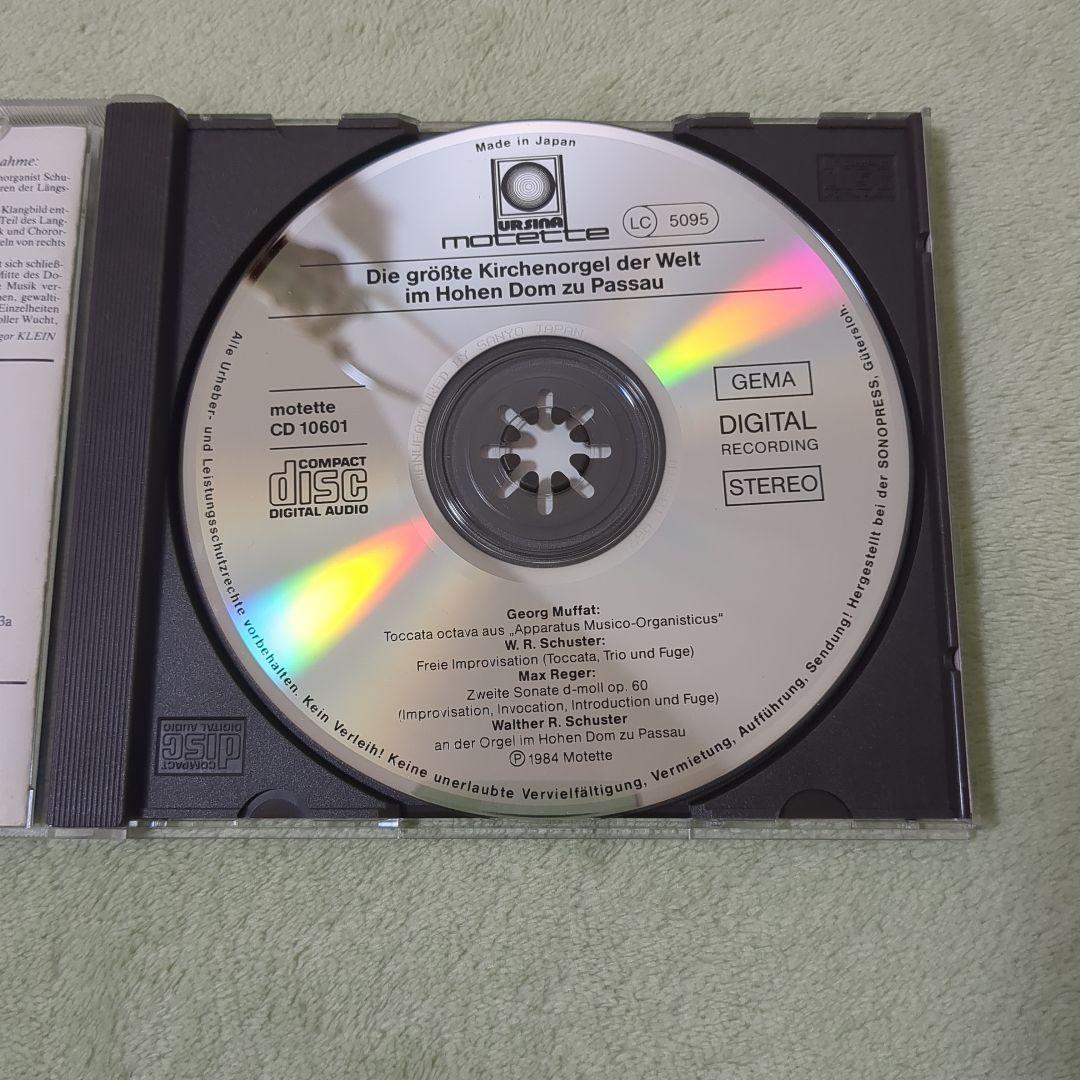 ahme:
norganist Schu-
ren der Längs-
Klangbild ent-
Teil des Lang-
k und Choror-
eln von rechts
t sich schließ-
Mitte des Do-
e Musik ver-
hen, gewalti-
Einzelheiten
oller Wucht,
gor KLEIN
3a
Made in Japan
URSINA
motette
LC 5095
Die größte Kirchenorgel der Welt
im Hohen Dom zu Passau
MANUFACTURED BY SANYO JAPAN
motette
CD 10601
COMPACT
disc
DIGITAL AUDIO
GEMA
DIGITAL
RECORDING
STEREO
Georg Muffat:
Toccata octava aus „Apparatus Musico-Organisticus“
W. R. Schuster:
Freie Improvisation (Toccata, Trio und Fuge)
Max Reger:
Zweite Sonate d-moll op. 60
(Improvisation, Invocation, Introduction und Fuge)
Walther R. Schuster
an der Orgel im Hohen Dom zu Passau
Ⓟ 1984 Motette
Alle Urheber- und Leistungsschutzrechte vorbehalten. Kein Verleih! Keine unerlaubte Vervielfältigung, Vermietung, Aufführung, Sendung! Hergestellt bei der SONOPRESS, Gütersloh.
COMPACT
disc
DIGITAL AUDIO